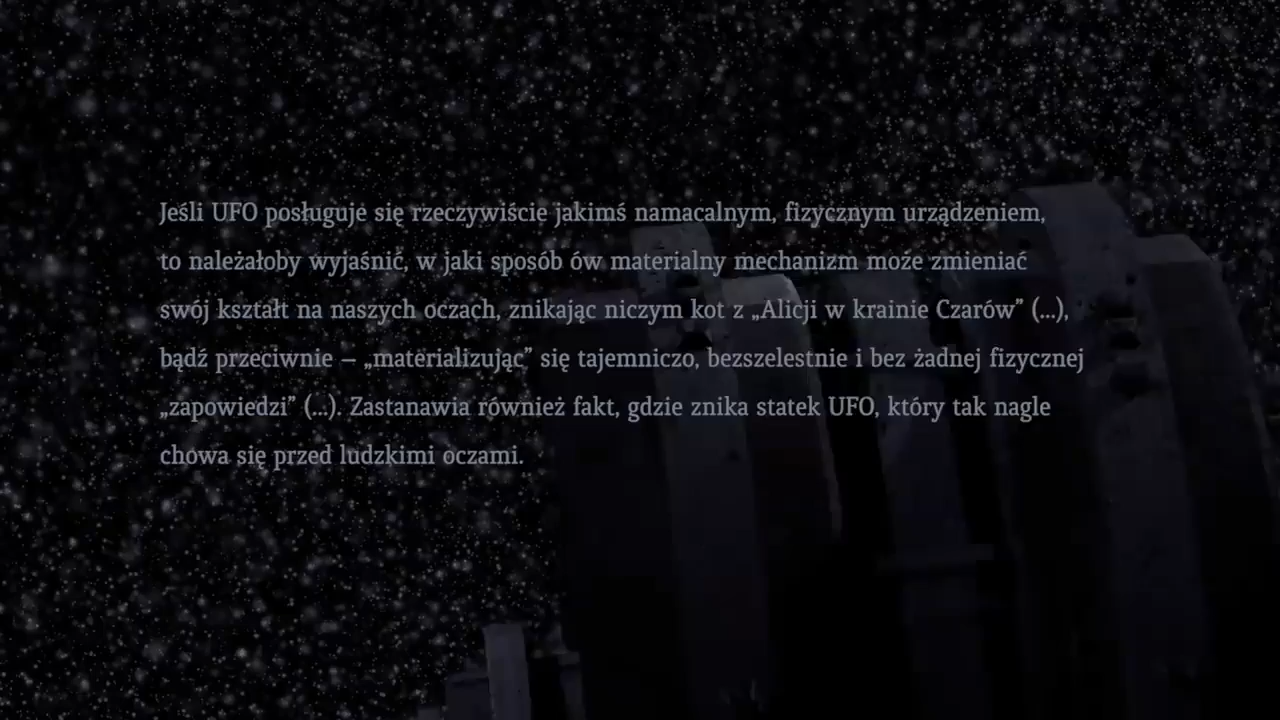 Jeśli UFO posługuje się rzeczywiście jakimś namacalnym, fizycznym urządzeniem,
to należałoby wyjaśnić, w jaki sposób ów materialny mechanizm może zmieniać
swój kształt na naszych oczach, znikając niczym kot z „Alicji w krainie Czarów” (...),
bądź przeciwnie – „materializując” się tajemniczo, bezszelestnie i bez żadnej fizycznej
„zapowiedzi” (...). Zastanawia również fakt, gdzie znika statek UFO, który tak nagle
chowa się przed ludzkimi oczami.